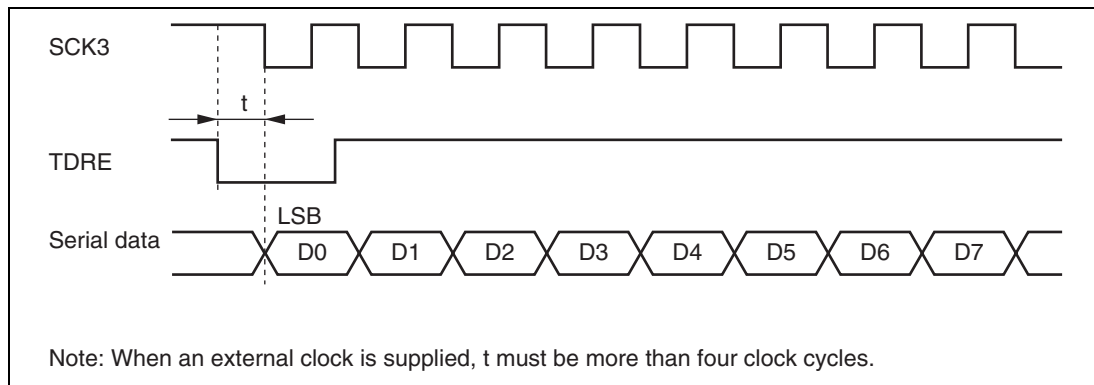 SCK3
t
TDRE
LSB
Serial data D0 D1 D2 D3 D4 D5 D6 D7
Note: When an external clock is supplied, t must be more than four clock cycles.